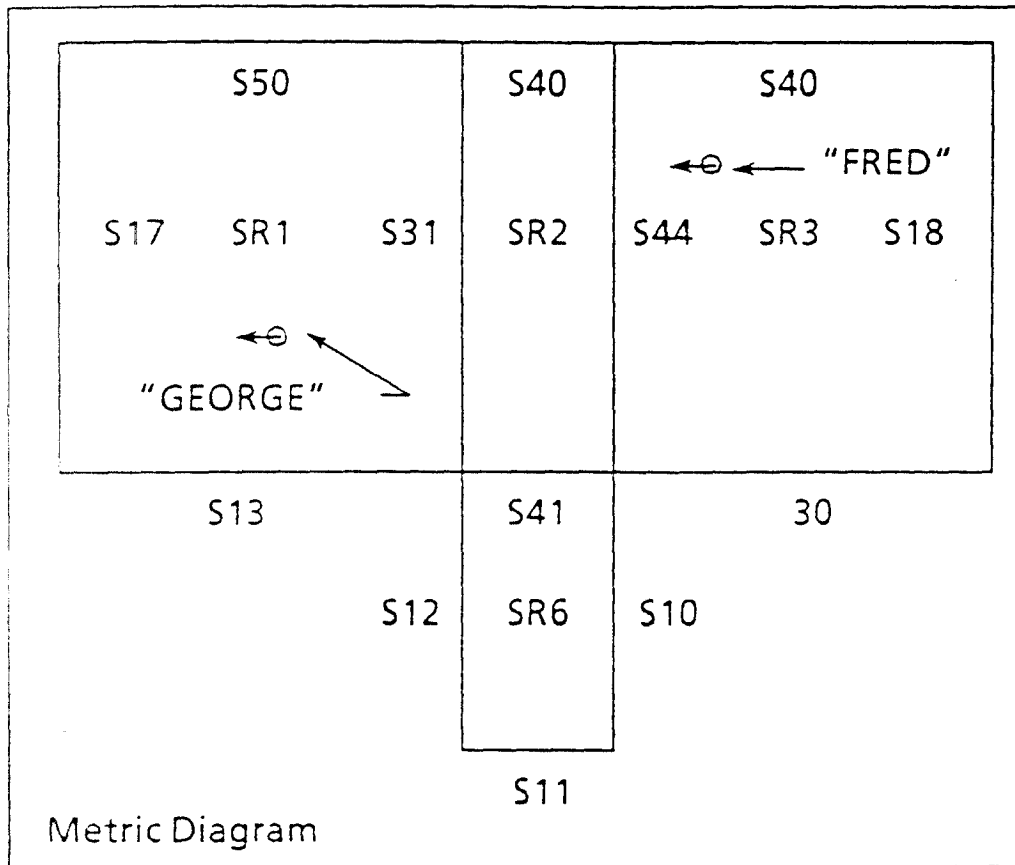 S50 S40 S40
"FRED"
S17 SR1 S31 SR2 S44 SR3 S18
"GEORGE"
S13 S41 30
S12 SR6 S10
S11
Metric Diagram